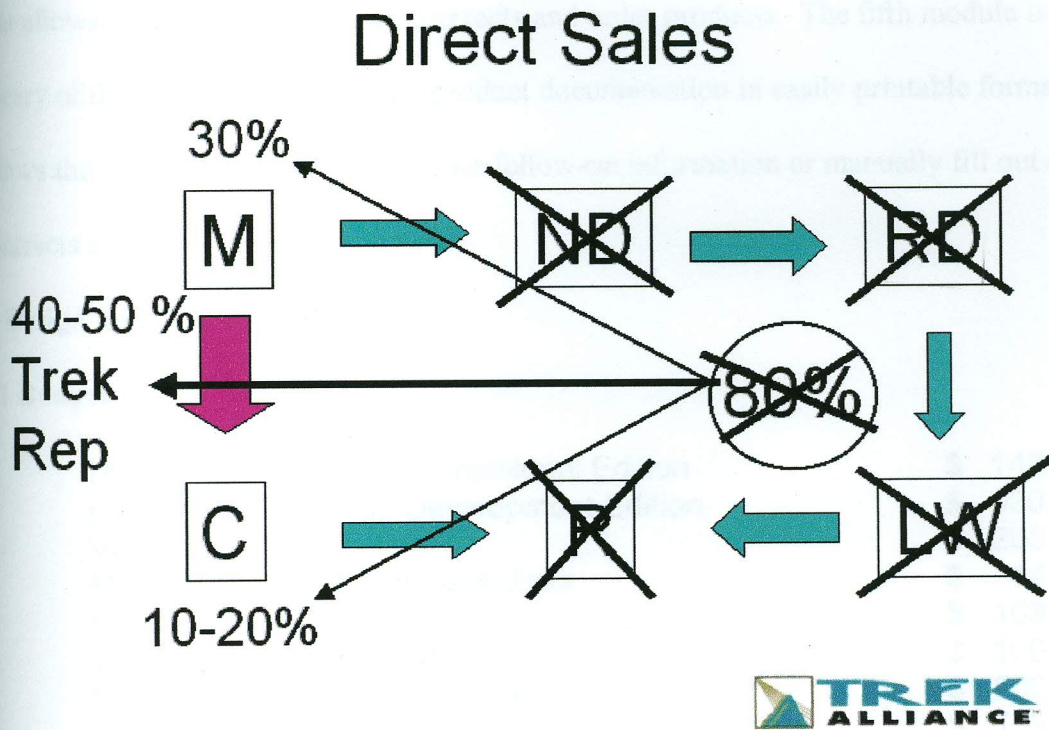 Direct Sales
30%
M
ND
RD
40-50 %
Trek
Rep
80%
C
R
LW
10-20%
TREK
ALLIANCE